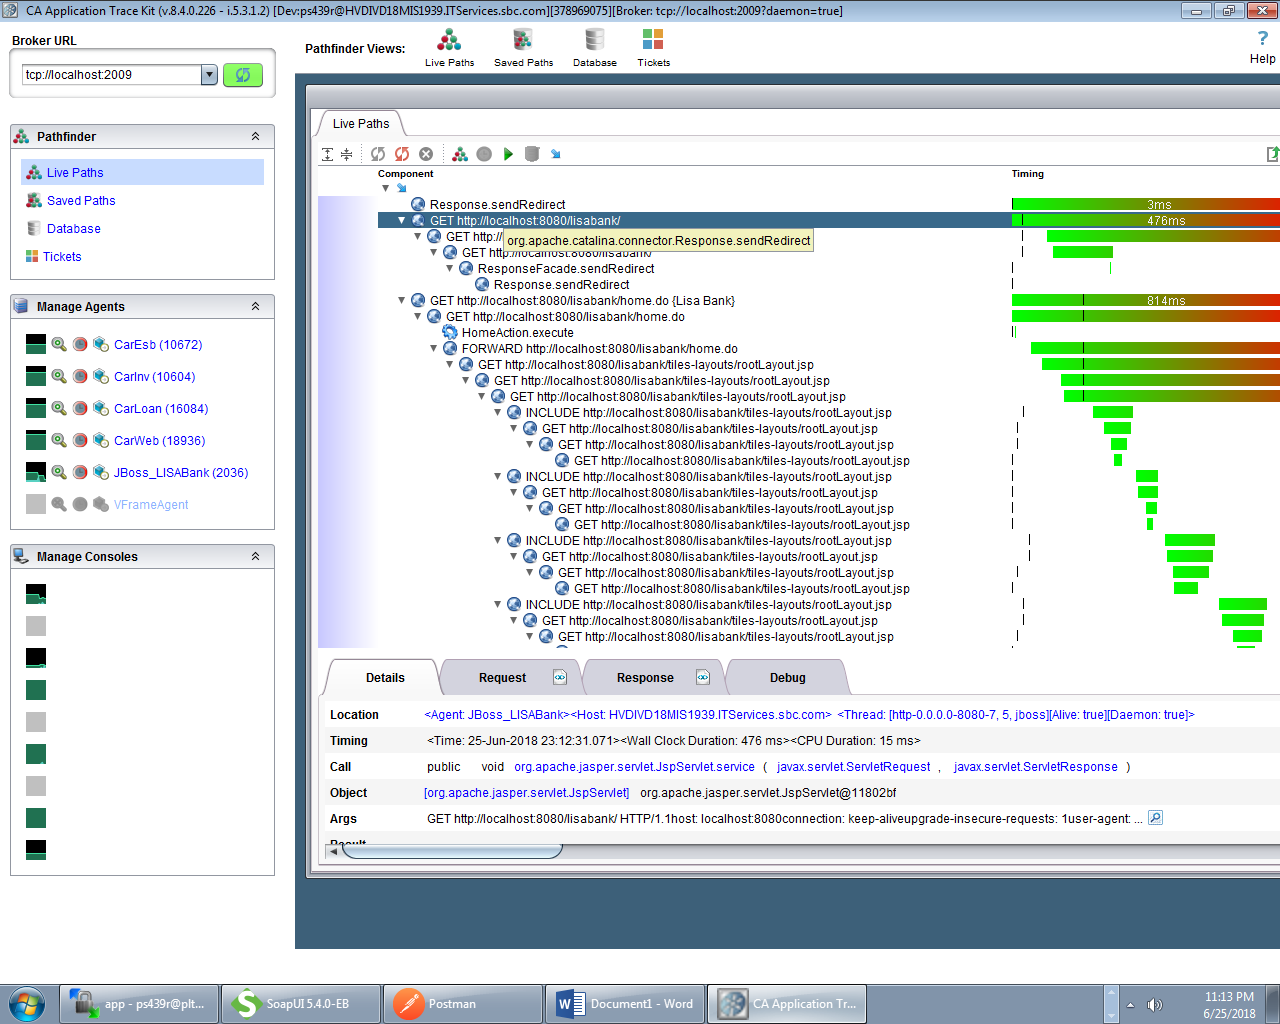 CA Application Trace Kit (v.8.4.0.226 - i.5.3.1.2) [Dev:ps439r@HVDIVD18MIS1939.ITServices.sbc.com][378969075][Broker: tcp://localhost:2009?daemon=true]
Broker URL
tcp://localhost:2009
Pathfinder Views:
Live Paths
Saved Paths
Database
Tickets
Help
Pathfinder
Live Paths
Saved Paths
Database
Tickets
Manage Agents
CarEsb (10672)
CarInv (10604)
CarLoan (16084)
CarWeb (18936)
JBoss_LISABank (2036)
VFrameAgent
Manage Consoles
Live Paths
Component Timing
Response.sendRedirect 3ms
GET http://localhost:8080/lisabank/ 476ms
GET http://
org.apache.catalina.connector.Response.sendRedirect
GET http://localhost:8080/lisabank/
ResponseFacade.sendRedirect
Response.sendRedirect
GET http://localhost:8080/lisabank/home.do {Lisa Bank} 814ms
GET http://localhost:8080/lisabank/home.do
HomeAction.execute
FORWARD http://localhost:8080/lisabank/home.do
GET http://localhost:8080/lisabank/tiles-layouts/rootLayout.jsp
GET http://localhost:8080/lisabank/tiles-layouts/rootLayout.jsp
GET http://localhost:8080/lisabank/tiles-layouts/rootLayout.jsp
INCLUDE http://localhost:8080/lisabank/tiles-layouts/rootLayout.jsp
GET http://localhost:8080/lisabank/tiles-layouts/rootLayout.jsp
GET http://localhost:8080/lisabank/tiles-layouts/rootLayout.jsp
GET http://localhost:8080/lisabank/tiles-layouts/rootLayout.jsp
INCLUDE http://localhost:8080/lisabank/tiles-layouts/rootLayout.jsp
GET http://localhost:8080/lisabank/tiles-layouts/rootLayout.jsp
GET http://localhost:8080/lisabank/tiles-layouts/rootLayout.jsp
GET http://localhost:8080/lisabank/tiles-layouts/rootLayout.jsp
INCLUDE http://localhost:8080/lisabank/tiles-layouts/rootLayout.jsp
GET http://localhost:8080/lisabank/tiles-layouts/rootLayout.jsp
GET http://localhost:8080/lisabank/tiles-layouts/rootLayout.jsp
GET http://localhost:8080/lisabank/tiles-layouts/rootLayout.jsp
INCLUDE http://localhost:8080/lisabank/tiles-layouts/rootLayout.jsp
GET http://localhost:8080/lisabank/tiles-layouts/rootLayout.jsp
GET http://localhost:8080/lisabank/tiles-layouts/rootLayout.jsp
Details Request Response Debug
Location <Agent: JBoss_LISABank><Host: HVDIVD18MIS1939.ITServices.sbc.com> <Thread: [http-0.0.0.0-8080-7, 5, jboss][Alive: true][Daemon: true]>
Timing <Time: 25-Jun-2018 23:12:31.071><Wall Clock Duration: 476 ms><CPU Duration: 15 ms>
Call public void org.apache.jasper.servlet.JspServlet.service ( javax.servlet.ServletRequest , javax.servlet.ServletResponse )
Object [org.apache.jasper.servlet.JspServlet] org.apache.jasper.servlet.JspServlet@11802bf
Args GET http://localhost:8080/lisabank/ HTTP/1.1host: localhost:8080connection: keep-aliveupgrade-insecure-requests: 1user-agent: ...
Result
app - ps439r@plt...
SoapUI 5.4.0-EB
Postman
Document1 - Word
CA Application Tr...
11:13 PM
6/25/2018